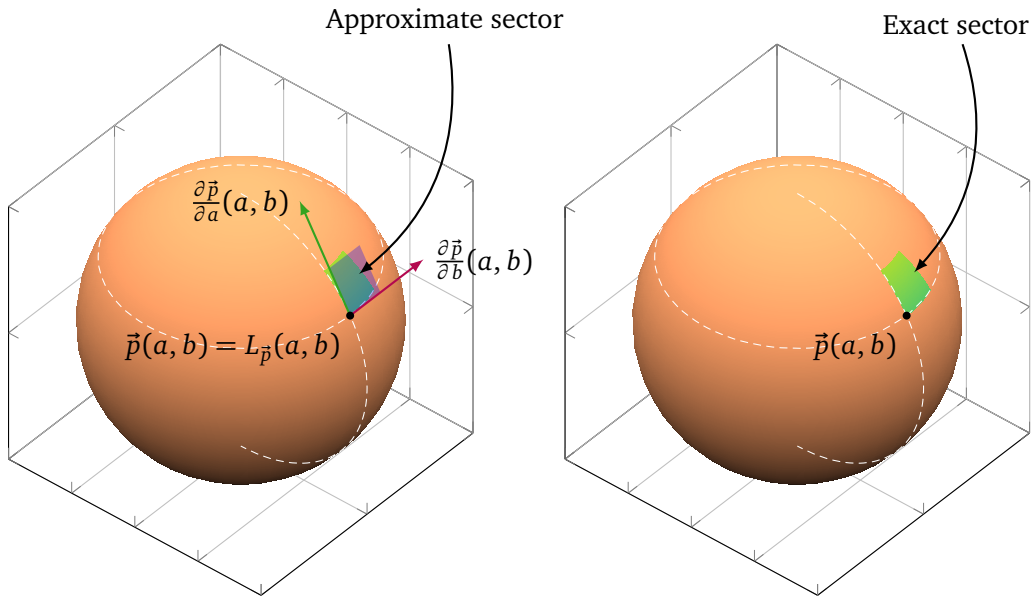 Approximate sector
Exact sector
∂p⃗/∂a (a, b)
∂p⃗/∂b (a, b)
p⃗(a, b) = L_p⃗(a, b)
p⃗(a, b)